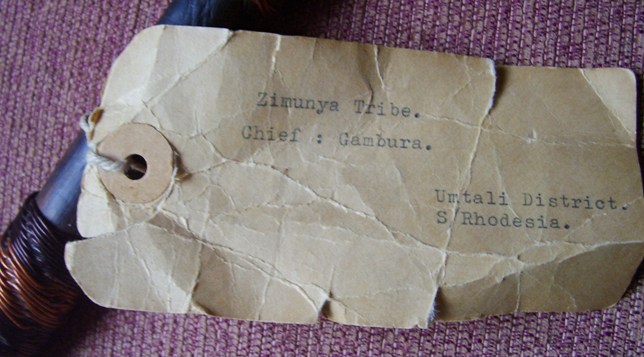 Zimunya Tribe.
Chief : Gambura.
Umtali District.
S/Rhodesia.